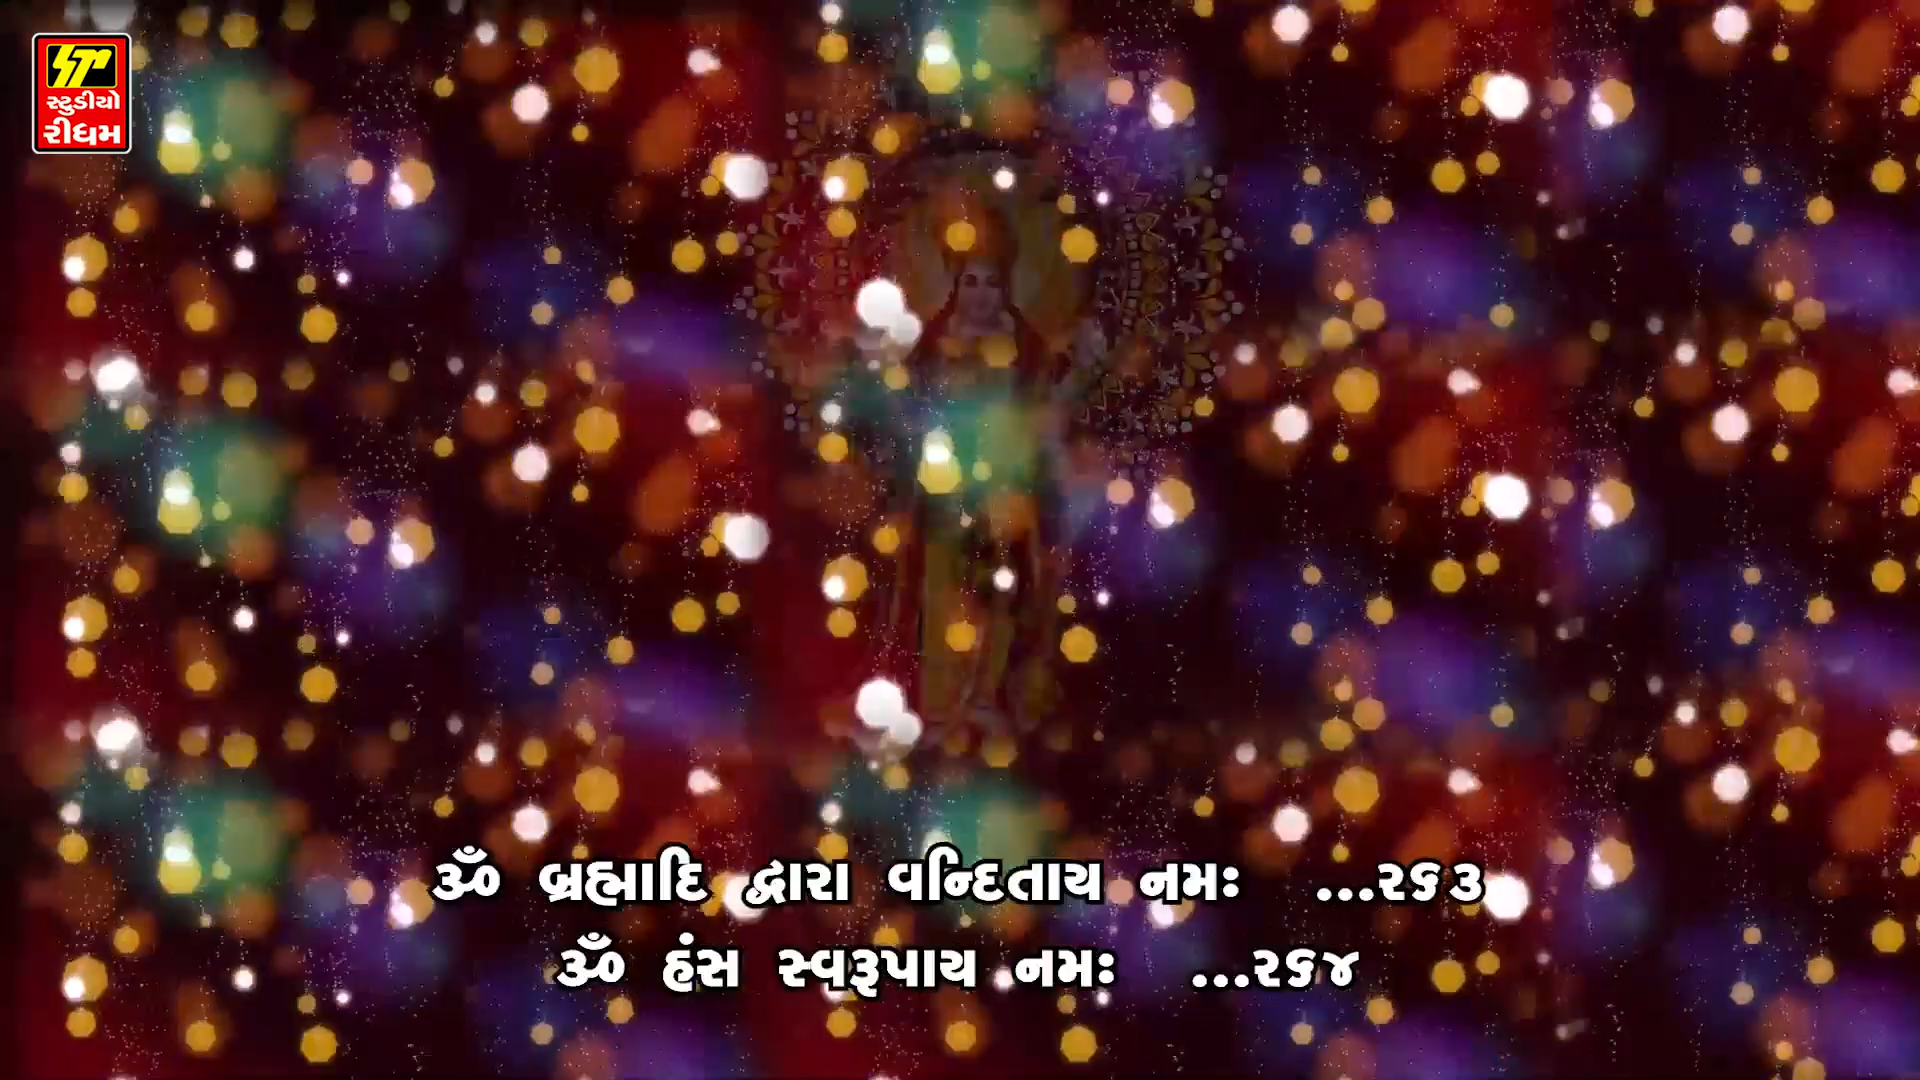 સ્ટુડીયો
રીધમ
ૐ બ્રહ્માદિ દ્વારા વન્દિતાય નમઃ ...૨૬૩
ૐ હંસ સ્વરૂપાય નમઃ ...૨૬૪